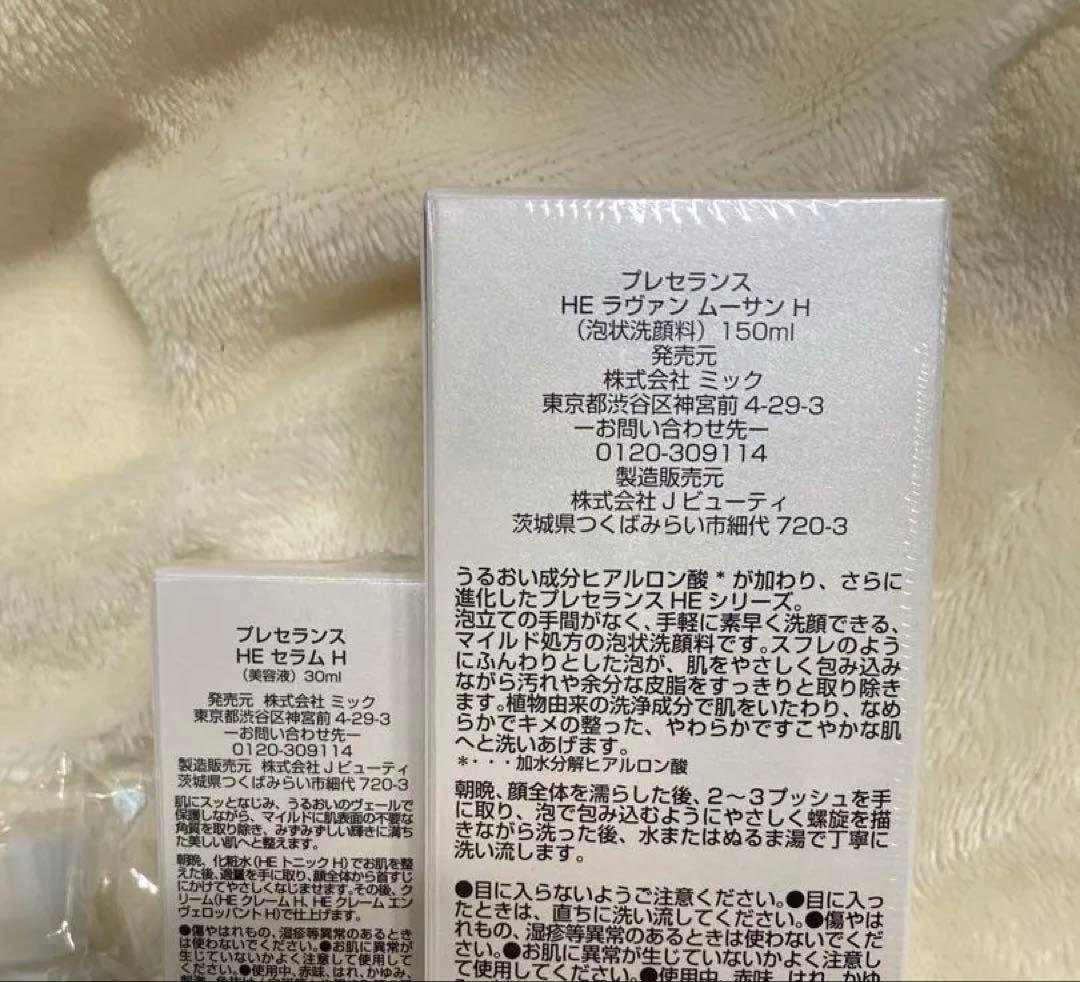 プレセランス
HE ラヴァン ムーサン H
（泡状洗顔料）150ml
発売元
株式会社 ミック
東京都渋谷区神宮前 4-29-3
ーお問い合わせ先ー
0120-309114
製造販売元
株式会社 J ビューティ
茨城県つくばみらい市細代 720-3
うるおい成分ヒアルロン酸 * が加わり、さらに
進化したプレセランス HE シリーズ。
泡立ての手間がなく、手軽に素早く洗顔できる、
マイルド処方の泡状洗顔料です。スフレのよう
にふんわりとした泡が、肌をやさしく包み込み
ながら汚れや余分な皮脂をすっきりと取り除き
ます。植物由来の洗浄成分で肌をいたわり、なめ
らかでキメの整った、やわらかですこやかな肌
へと洗いあげます。
*・・・加水分解ヒアルロン酸
朝晩、顔全体を濡らした後、2〜3プッシュを手
に取り、泡で包み込むようにやさしく螺旋を描
きながら洗った後、水またはぬるま湯で丁寧に
洗い流します。
●目に入らないようご注意ください。●目に入っ
たときは、直ちに洗い流してください。●傷やは
れもの、湿疹等異常のあるときは使わないでくだ
さい。●お肌に異常が生じていないかよく注意し
て使用してください。●使用中、赤味、はれ、かゆ
プレセランス
HE セラム H
（美容液）30ml
発売元 株式会社 ミック
東京都渋谷区神宮前 4-29-3
ーお問い合わせ先ー
0120-309114
製造販売元 株式会社 J ビューティ
茨城県つくばみらい市細代 720-3
肌にスッとなじみ、うるおいのヴェールで
保護しながら、マイルドに肌表面の不要な
角質を取り除き、みずみずしい輝きに満ち
た美しい肌へと整えます。
朝晩、化粧水(HE トニック H)でお肌を整
えた後、適量を手に取り、顔全体から首すじ
にかけてやさしくなじませます。その後、ク
リーム(HE クレーム H、HE クレーム エン
ヴェロッパント H)で仕上げます。
●傷やはれもの、湿疹等異常のあるときは
は使わないでください。●お肌に異常が
生じていないかよく注意して使用して
ください。●使用中、赤味、はれ、かゆみ、